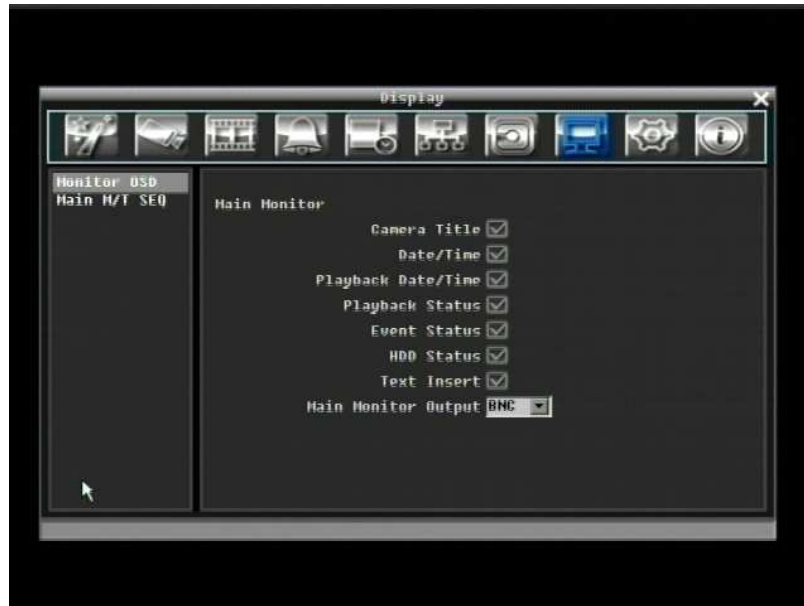 Display
Monitor OSD
Main M/T SEQ
Main Monitor
Camera Title
Date/Time
Playback Date/Time
Playback Status
Event Status
HDD Status
Text Insert
Main Monitor Output BNC